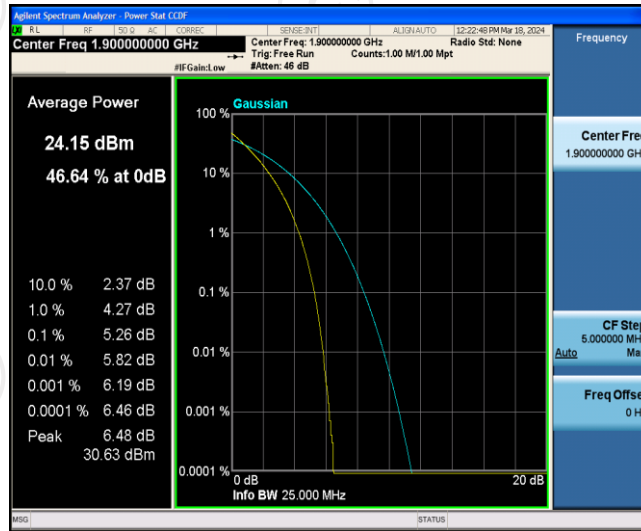 Agilent Spectrum Analyzer - Power Stat CCDF
RL RF 50 Ω AC CORREC SENSE:INT ALIGNAUTO 12:22:48 PM Mar 18, 2024
Center Freq 1.900000000 GHz
Center Freq: 1.900000000 GHz Radio Std: None
Trig: Free Run Counts:1.00 M/1.00 Mpt
#IFGain:Low #Atten: 46 dB
Frequency
Average Power
24.15 dBm
46.64 % at 0dB
10.0 % 2.37 dB
1.0 % 4.27 dB
0.1 % 5.26 dB
0.01 % 5.82 dB
0.001 % 6.19 dB
0.0001 % 6.46 dB
Peak 6.48 dB
30.63 dBm
Gaussian
100 %
10 %
1 %
0.1 %
0.01 %
0.001 %
0.0001 %
0 dB 20 dB
Info BW 25.000 MHz
Center Fre
1.900000000 GH
CF Step
5.000000 MH
Auto Ma
Freq Offse
0 H
MSG STATUS